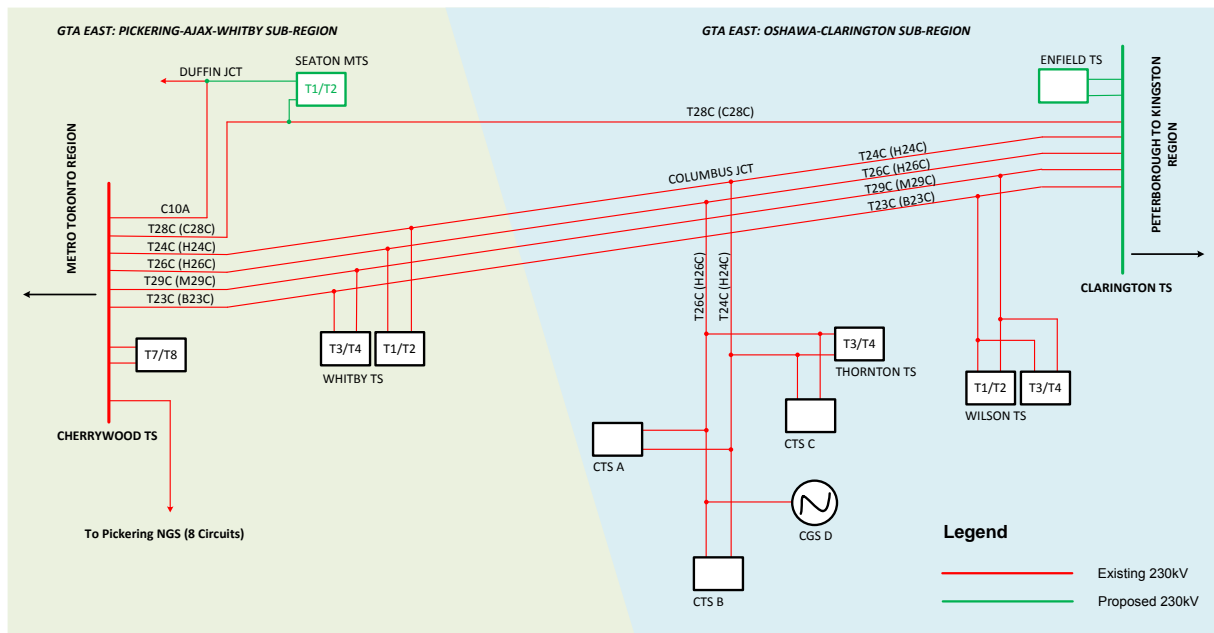 GTA EAST: PICKERING-AJAX-WHITBY SUB-REGION
GTA EAST: OSHAWA-CLARINGTON SUB-REGION
SEATON MTS
DUFFIN JCT
T1/T2
ENFIELD TS
T28C (C28C)
PETERBOROUGH TO KINGSTON
REGION
METRO TORONTO REGION
COLUMBUS JCT
T24C (H24C)
T26C (H26C)
T29C (M29C)
T23C (B23C)
C10A
T28C (C28C)
T24C (H24C)
T26C (H26C)
T29C (M29C)
T23C (B23C)
T26C (H26C)
T24C (H24C)
CLARINGTON TS
T7/T8
T3/T4
T1/T2
WHITBY TS
T3/T4
THORNTON TS
T1/T2
T3/T4
WILSON TS
CHERRYWOOD TS
CTS C
CTS A
To Pickering NGS (8 Circuits)
CGS D
CTS B
Legend
Existing 230kV
Proposed 230kV